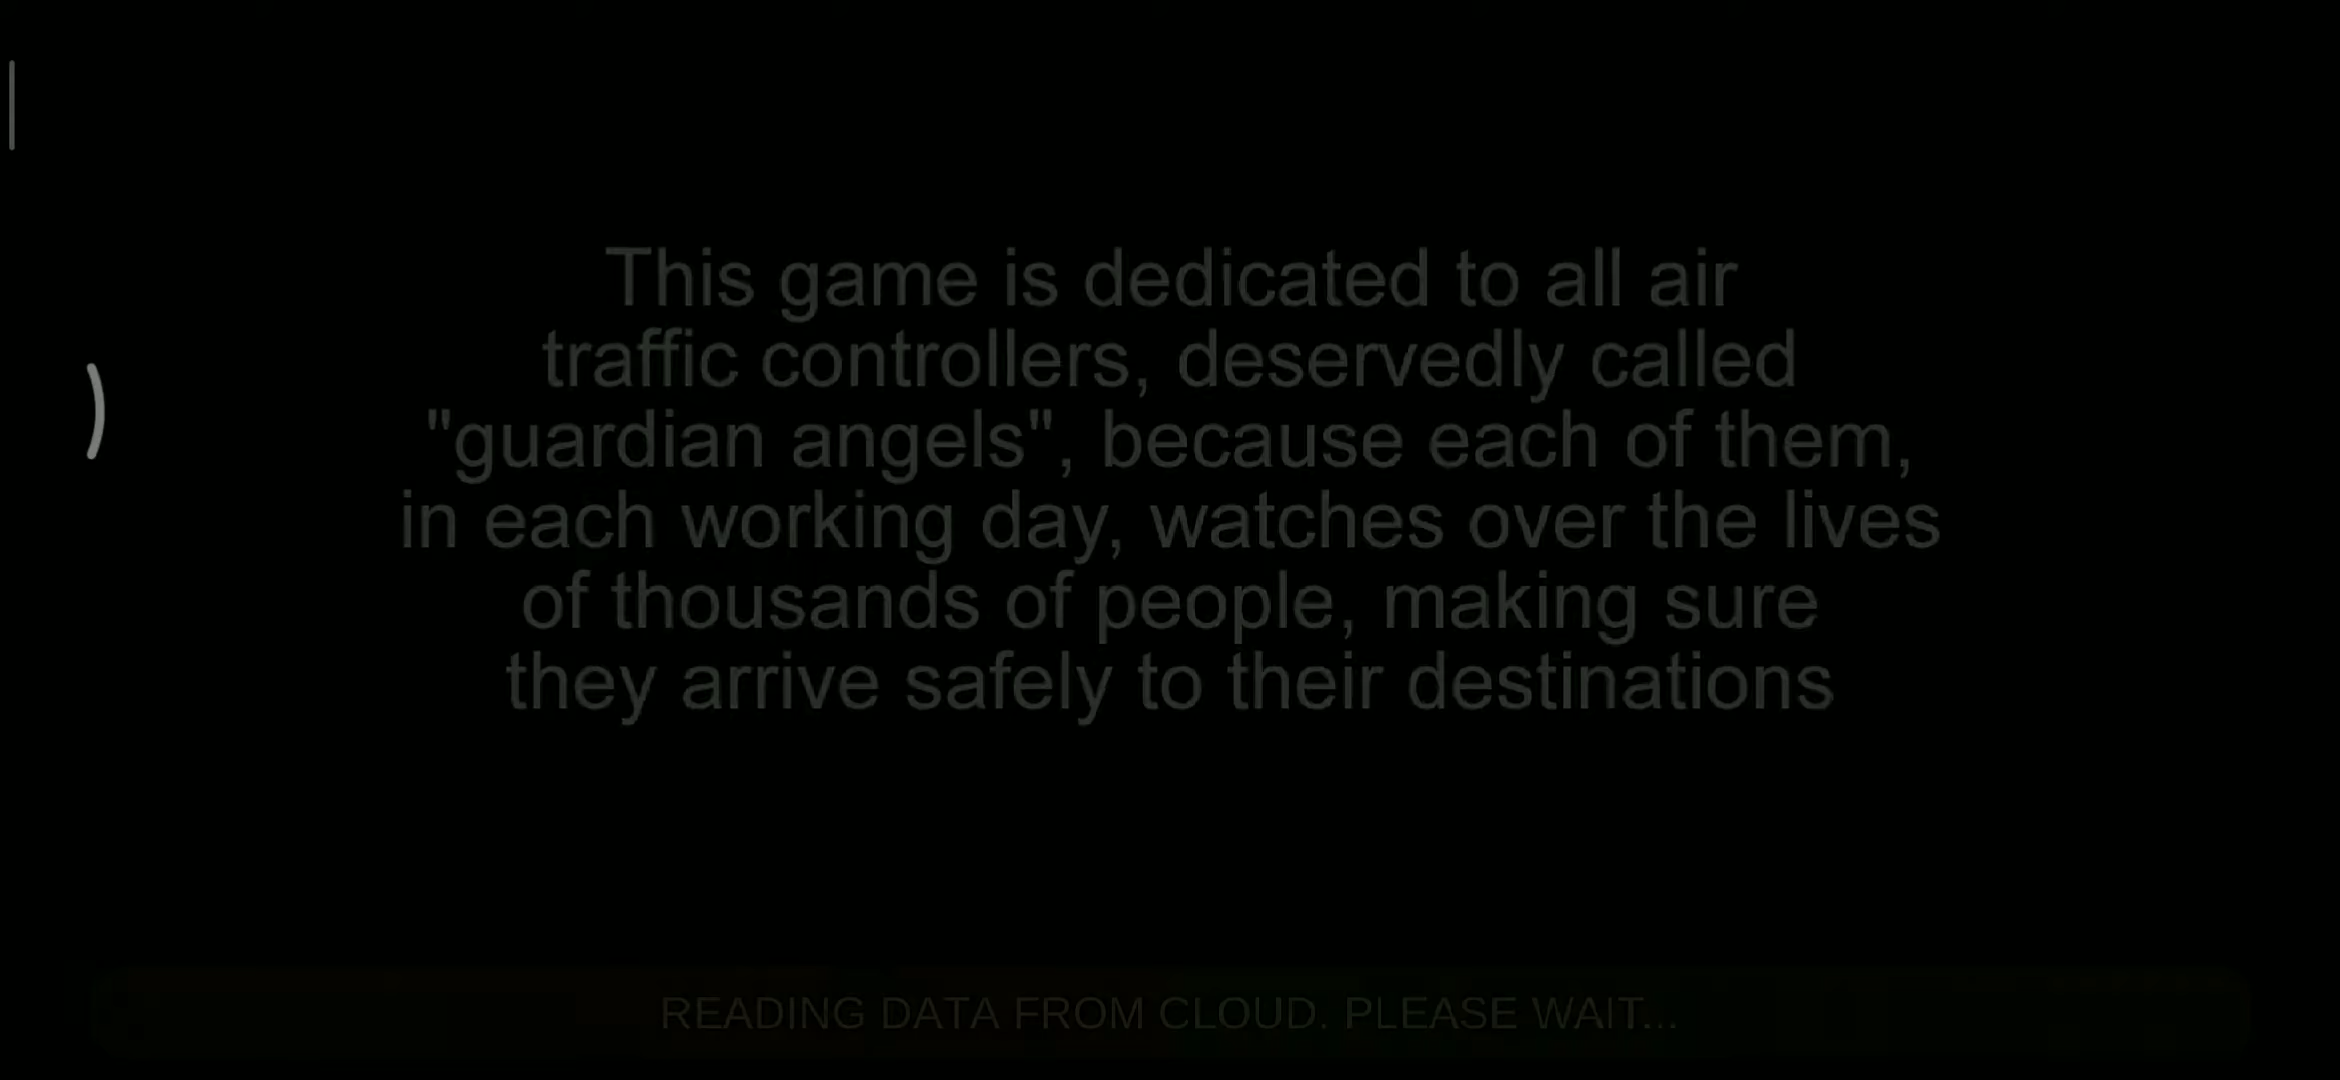 This game is dedicated to all air
traffic controllers, deservedly called
"guardian angels", because each of them,
in each working day, watches over the lives
of thousands of people, making sure
they arrive safely to their destinations
READING DATA FROM CLOUD. PLEASE WAIT...